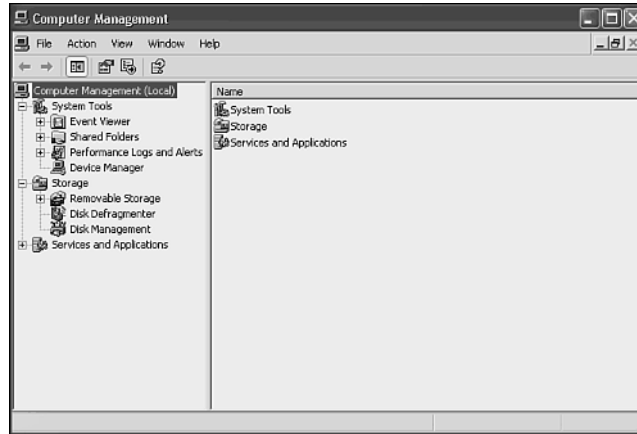 Computer Management
File Action View Window Help
Computer Management (Local)
System Tools
Event Viewer
Shared Folders
Performance Logs and Alerts
Device Manager
Storage
Removable Storage
Disk Defragmenter
Disk Management
Services and Applications
Name
System Tools
Storage
Services and Applications